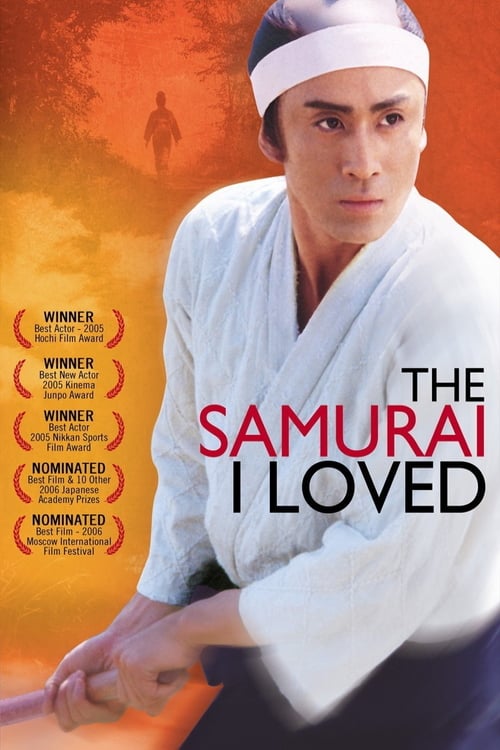 WINNER
Best Actor - 2005
Hochi Film Award
WINNER
Best New Actor
2005 Kinema
Junpo Award
WINNER
Best Actor
2005 Nikkan Sports
Film Award
NOMINATED
Best Film & 10 Other
2006 Japanese
Academy Prizes
NOMINATED
Best Film - 2006
Moscow International
Film Festival
THE
SAMURAI
I LOVED